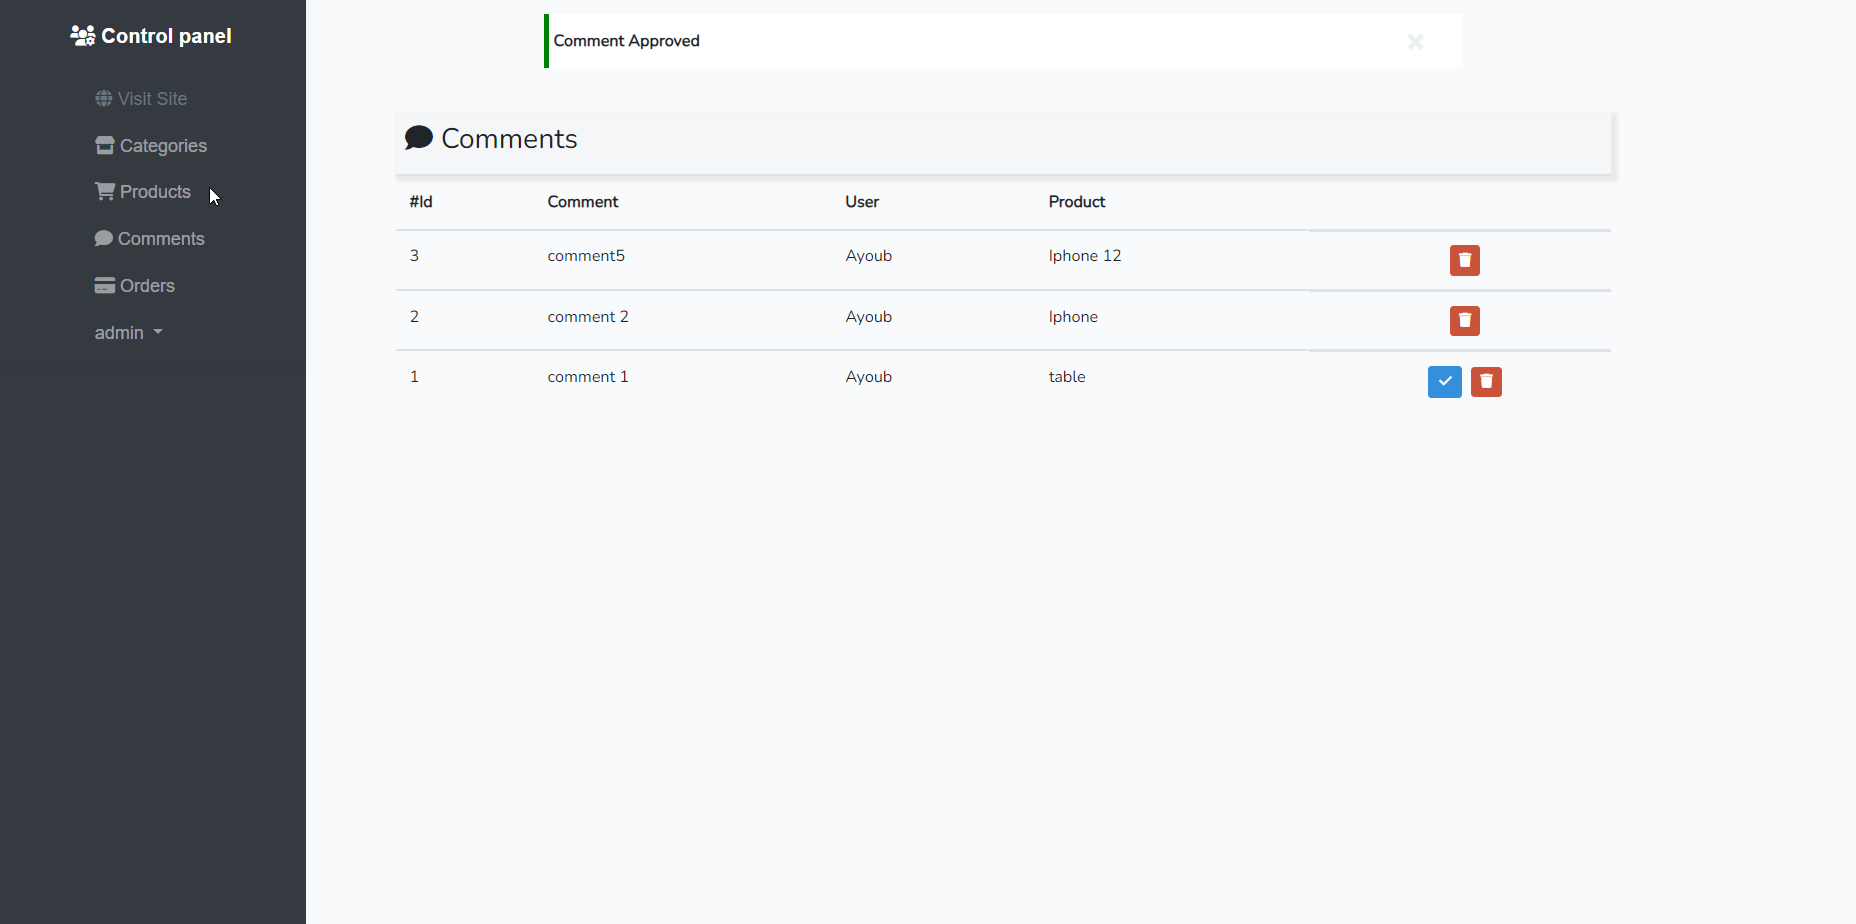 Control panel
Visit Site
Categories
Products
Comments
Orders
admin
Comment Approved
Comments
#Id Comment User Product
3 comment5 Ayoub Iphone 12
2 comment 2 Ayoub Iphone
1 comment 1 Ayoub table